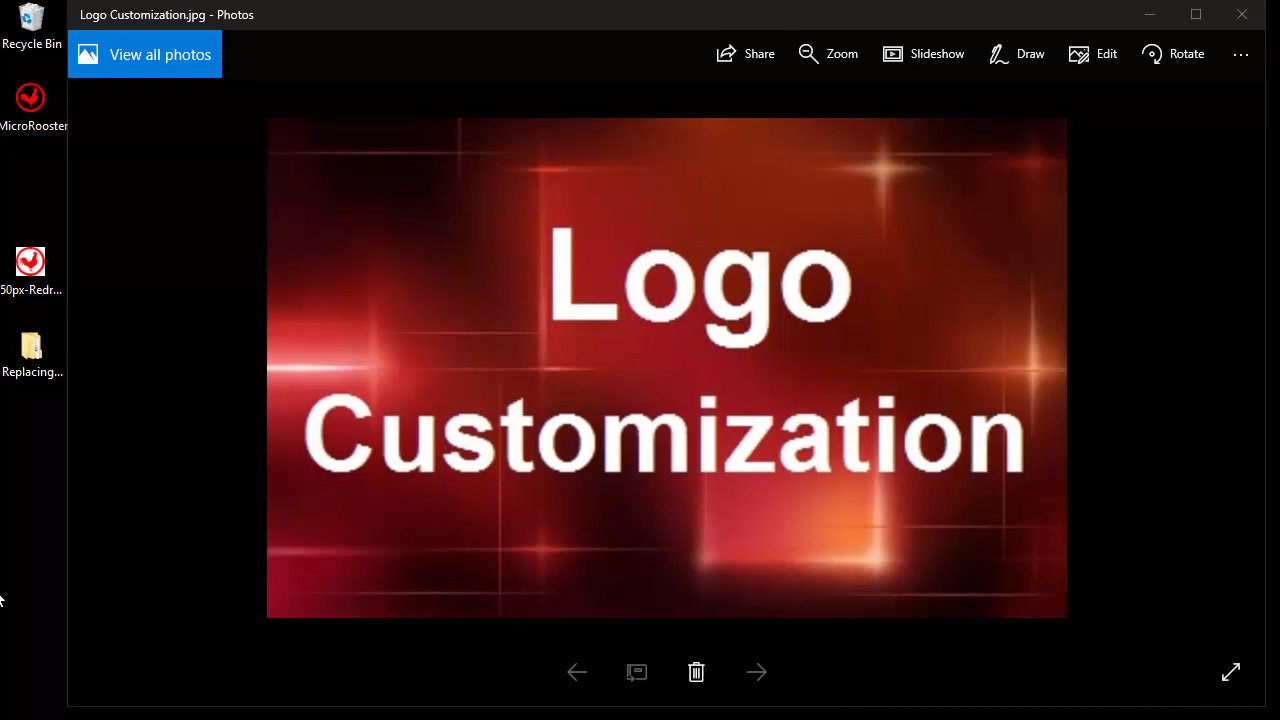 Logo Customization.jpg - Photos
Recycle Bin
View all photos
Share
Zoom
Slideshow
Draw
Edit
Rotate
MicroRooster
50px-Redr...
Replacing...
Logo
Customization